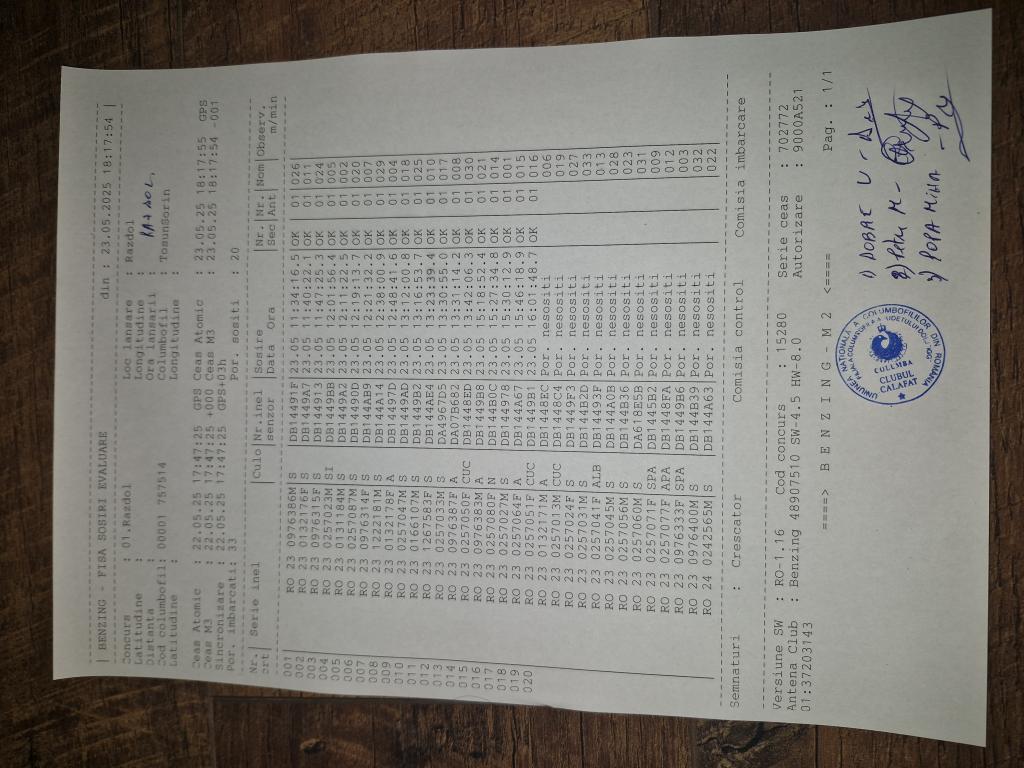 | BENZING - FISA SOSIRI EVALUARE din : 23.05.2025 18:17:54 |
Concurs : 01.Razdol Loc lansare : Razdol
Latitudine : Longitudine :
Distanta : Ora lansarii :
Cod columbofil: 00001 757514 Columbofil : TosunSorin
Latitudine : Longitudine :
Ceas Atomic : 22.05.25 17:47:25 GPS Ceas Atomic : 23.05.25 18:17:55 GPS
Ceas M3 : 22.05.25 17:47:25 +000 Ceas M3 : 23.05.25 18:17:54 -001
Sincronizare : 22.05.25 17:47:25 GPS+03h
Por. imbarcati: 33 Por. sositi : 20
Nr. Serie inel Culo Nr.inel Sosire Nr. Nr. Nom Observ.
crt senzor Data Ora Sec Ant m/min
001 RO 23 0976386M S DB14491F 23.05 11:34:16.5 OK 01 026
002 RO 23 0132176F S DB1449A7 23.05 11:40:22.1 OK 01 011
003 RO 23 0976315F S DB144913 23.05 11:47:25.3 OK 01 024
004 RO 23 0257023M SI DB1449BB 23.05 12:01:56.4 OK 01 005
005 RO 23 0131184M S DB1449A2 23.05 12:11:22.5 OK 01 002
006 RO 23 0257087M S DB14490D 23.05 12:19:13.7 OK 01 020
007 RO 23 0976314F S DB144AB9 23.05 12:21:32.2 OK 01 007
008 RO 23 1222181M S DB144A14 23.05 12:38:00.9 OK 01 029
009 RO 23 0132178F A 23.05 OK 01 004
010 RO 23 0257047M S DB1449AD 23.05 OK 01 018
011 RO 23 0166107M S DB1449B2 23.05 13:16:53.7 OK 01 025
012 RO 23 1267583F S DB144AE4 23.05 13:23:39.4 OK 01 010
013 RO 23 0257033M S DA4967D5 23.05 13:30:55.0 OK 01 017
014 RO 23 0976387F A DA07B682 23.05 13:31:14.2 OK 01 008
015 RO 23 0257050F CUC DB1448ED 23.05 13:42:06.3 OK 01 030
016 RO 23 0976383M A DB1449B8 23.05 15:18:52.4 OK 01 021
017 RO 23 0257080F N DB144B0C 23.05 15:27:34.8 OK 01 014
018 RO 23 0257027M S DB144978 23.05 15:30:12.9 OK 01 001
019 RO 23 0257064F A DB144A67 23.05 15:46:18.9 OK 01 015
020 RO 23 0257051F CUC DB1449B1 23.05 16:01:48.7 OK 01 016
RO 23 0132171M A DB1448EC Por. nesositi 006
RO 23 0257013M CUC DB1448C4 Por. nesositi 019
RO 23 0257024F S DB1449F3 Por. nesositi 027
RO 23 0257031M S DB144B2D Por. nesositi 033
RO 23 0257041F ALB DB14493F Por. nesositi 013
RO 23 0257045M S DB144A0B Por. nesositi 028
RO 23 0257056M S DB144B36 Por. nesositi 023
RO 23 0257060M S DA618E5B Por. nesositi 031
RO 23 0257071F SPA DB1445B2 Por. nesositi 009
RO 23 0257077F APA DB1448FA Por. nesositi 012
RO 23 0976333F SPA DB1449B6 Por. nesositi 003
RO 23 0976400M S DB144B39 Por. nesositi 032
RO 24 0242565M S DB144A63 Por. nesositi 022
Semnaturi : Crescator Comisia control Comisia imbarcare
Versiune SW : RO-1.16 Cod concurs : 15280 Serie ceas : 702772
Antena Club : Benzing 48907510 SW-4.5 HW-8.0 Autorizare : 9000A521
01:37203143
====> B E N Z I N G M 2 <==== Pag. : 1/1
1) DOBRE V -
2) Petru M -
3) POPA MIHA -
UNIUNEA NATIONALA A COLUMBOFILILOR DIN ROMANIA
CLUBUL
CALAFAT